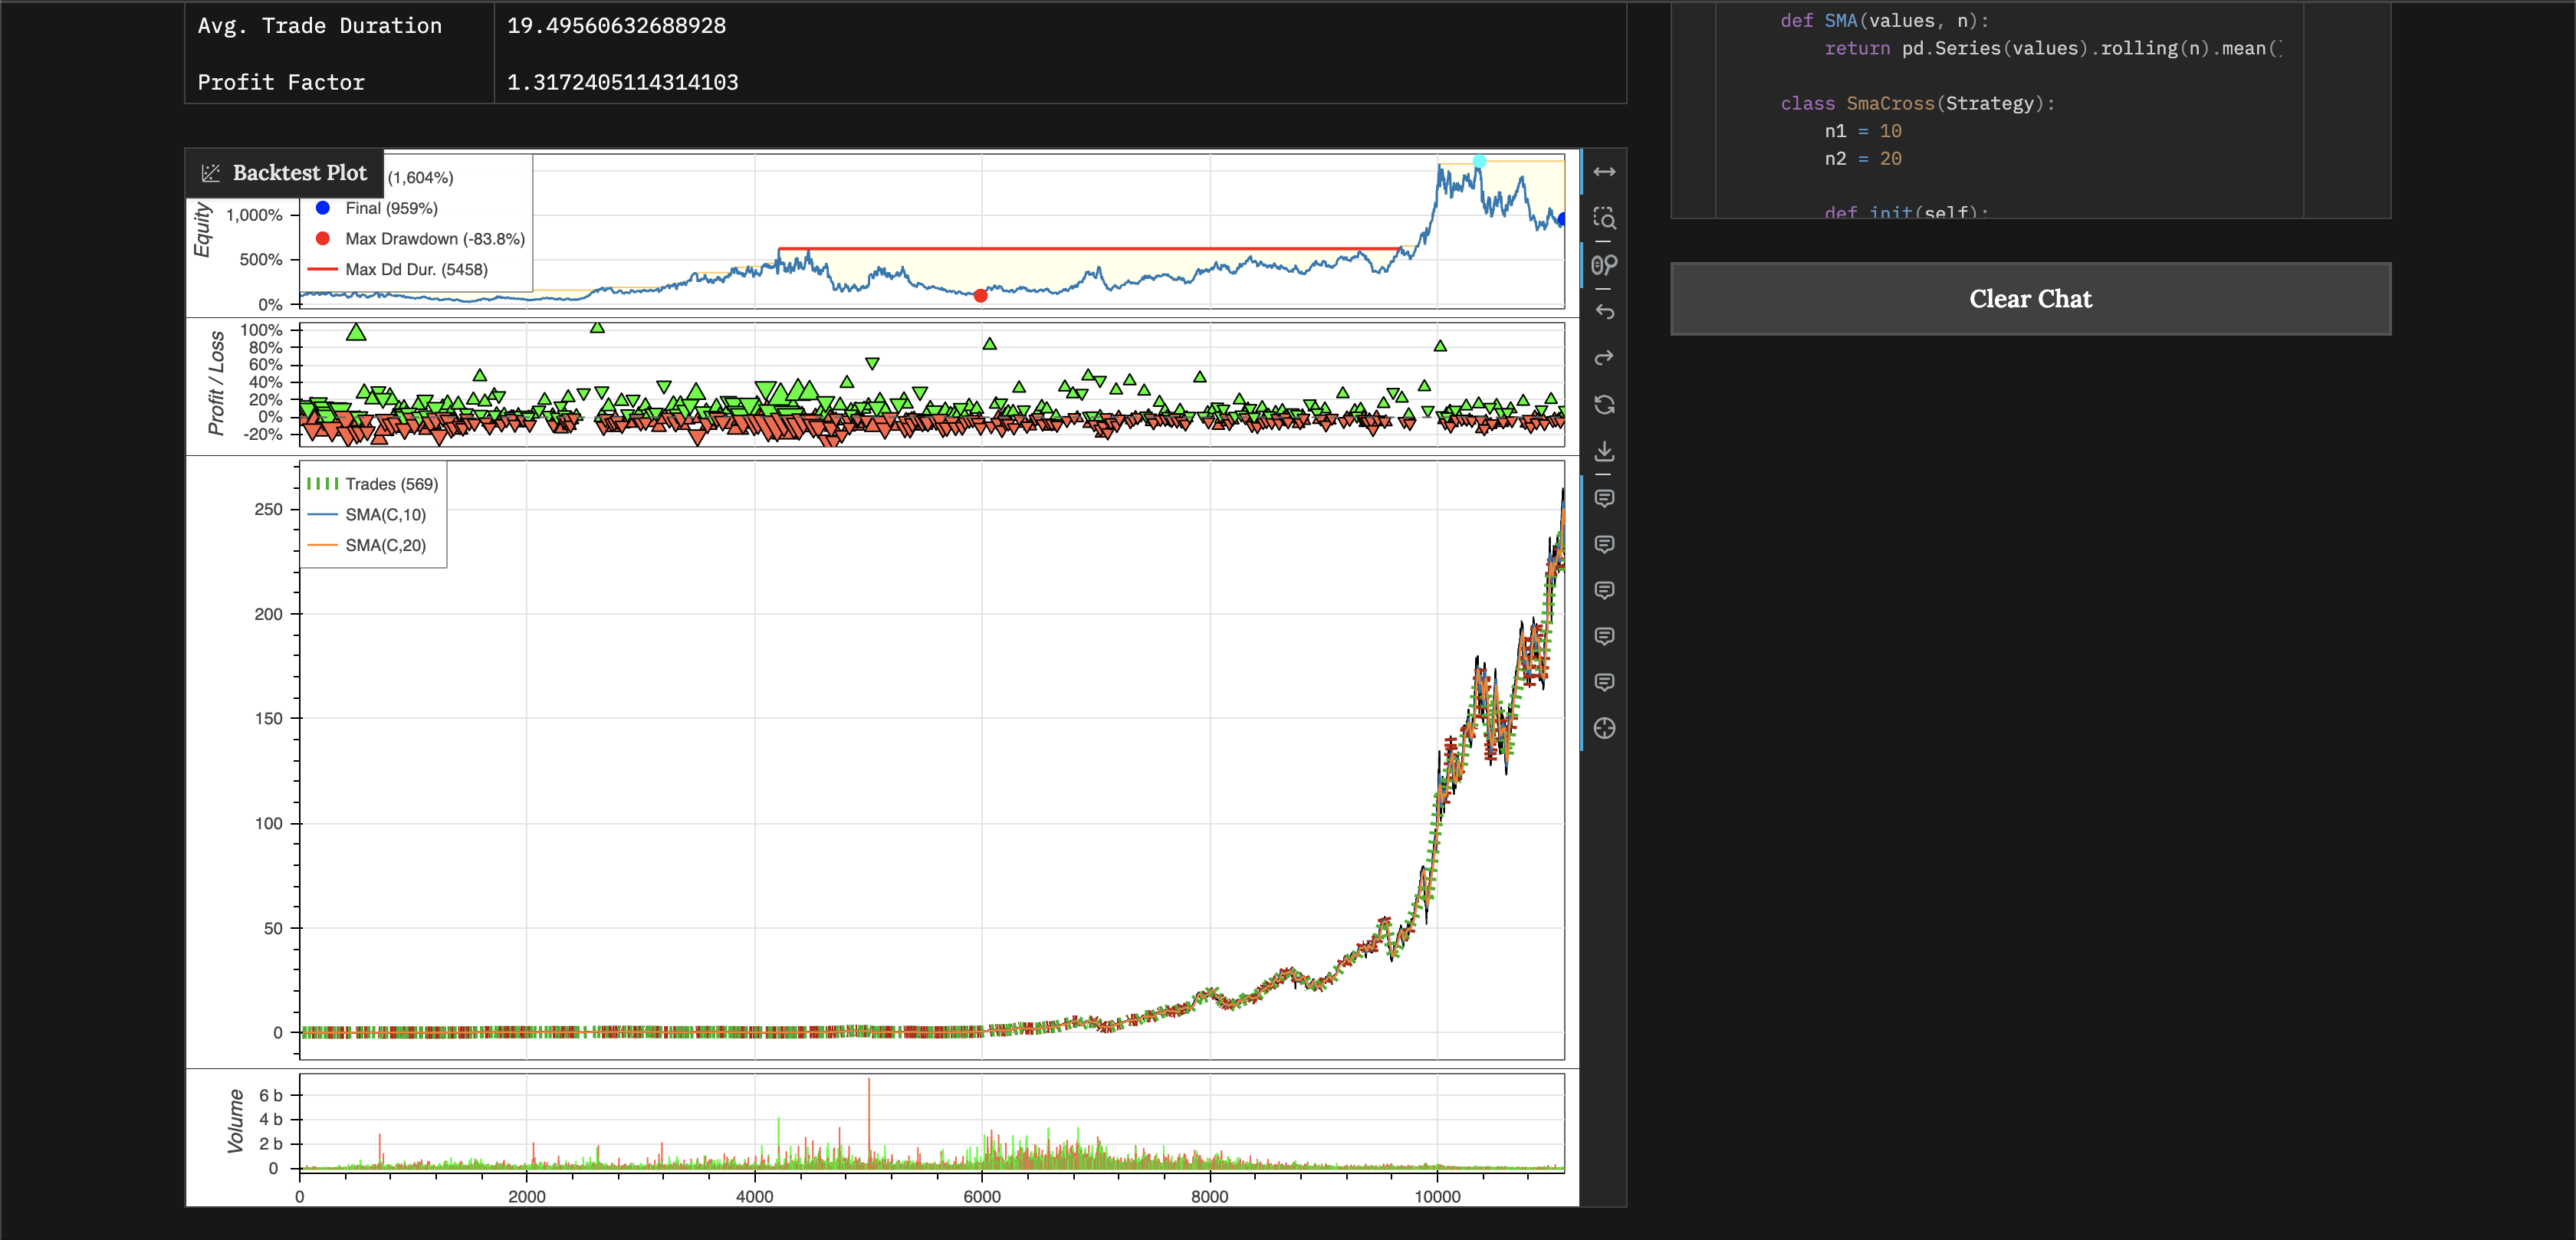 Avg. Trade Duration 19.49560632688928
Profit Factor 1.3172405114314103
Backtest Plot
(1,604%)
Final (959%)
Max Drawdown (-83.8%)
Max Dd Dur. (5458)
Equity
1,000%
500%
0%
Profit / Loss
100%
80%
60%
40%
20%
0%
-20%
Trades (569)
SMA(C,10)
SMA(C,20)
250
200
150
100
50
0
Volume
6 b
4 b
2 b
0
0 2000 4000 6000 8000 10000
def SMA(values, n):
return pd.Series(values).rolling(n).mean()
class SmaCross(Strategy):
n1 = 10
n2 = 20
def init(self):
Clear Chat